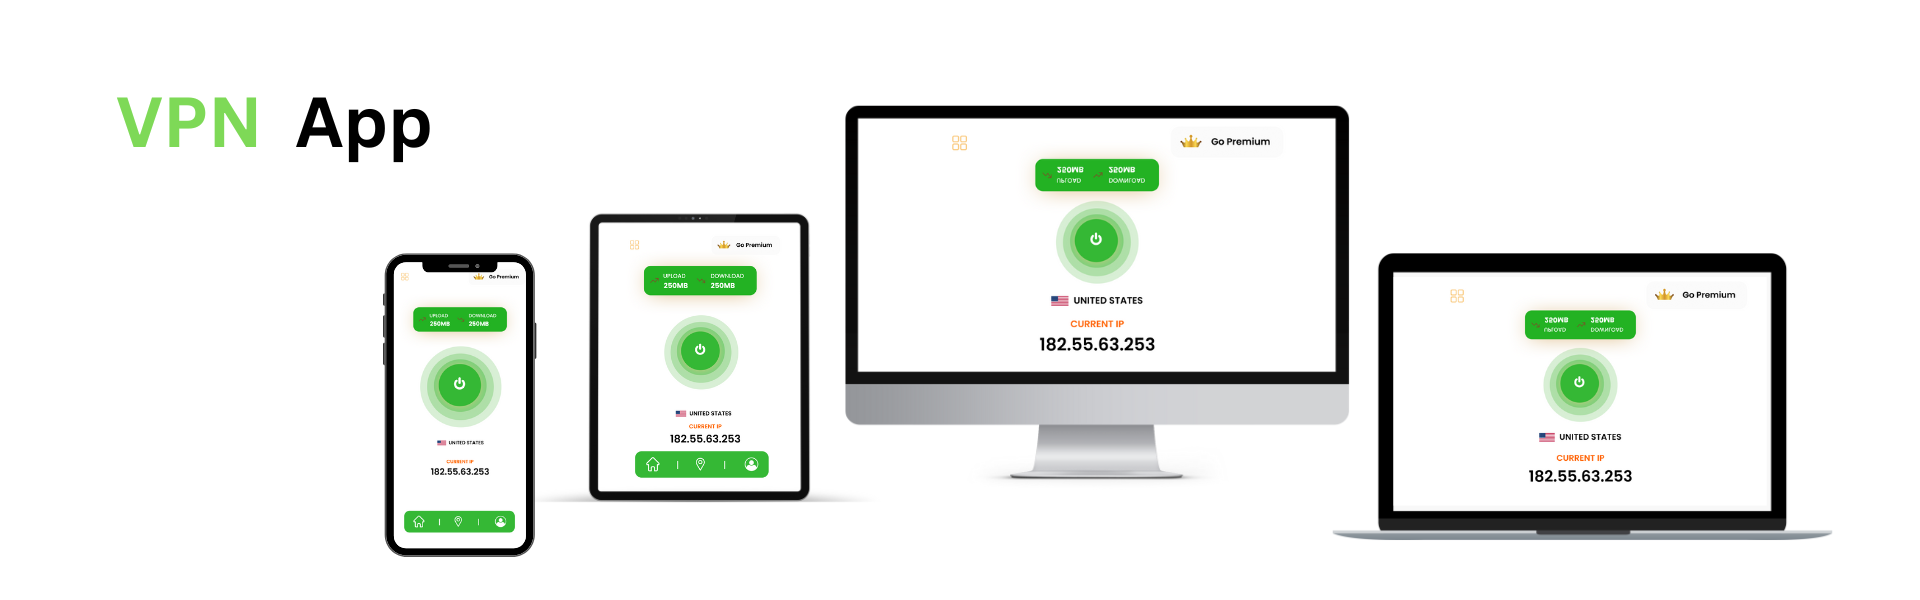 VPN App
Go Premium
UPLOAD DOWNLOAD
250MB 250MB
UNITED STATES
CURRENT IP
182.55.63.253
Go Premium
UPLOAD DOWNLOAD
250MB 250MB
UNITED STATES
CURRENT IP
182.55.63.253
Go Premium
250MB 250MB
UPLOAD DOWNLOAD
UNITED STATES
CURRENT IP
182.55.63.253
Go Premium
250MB 250MB
UPLOAD DOWNLOAD
UNITED STATES
CURRENT IP
182.55.63.253